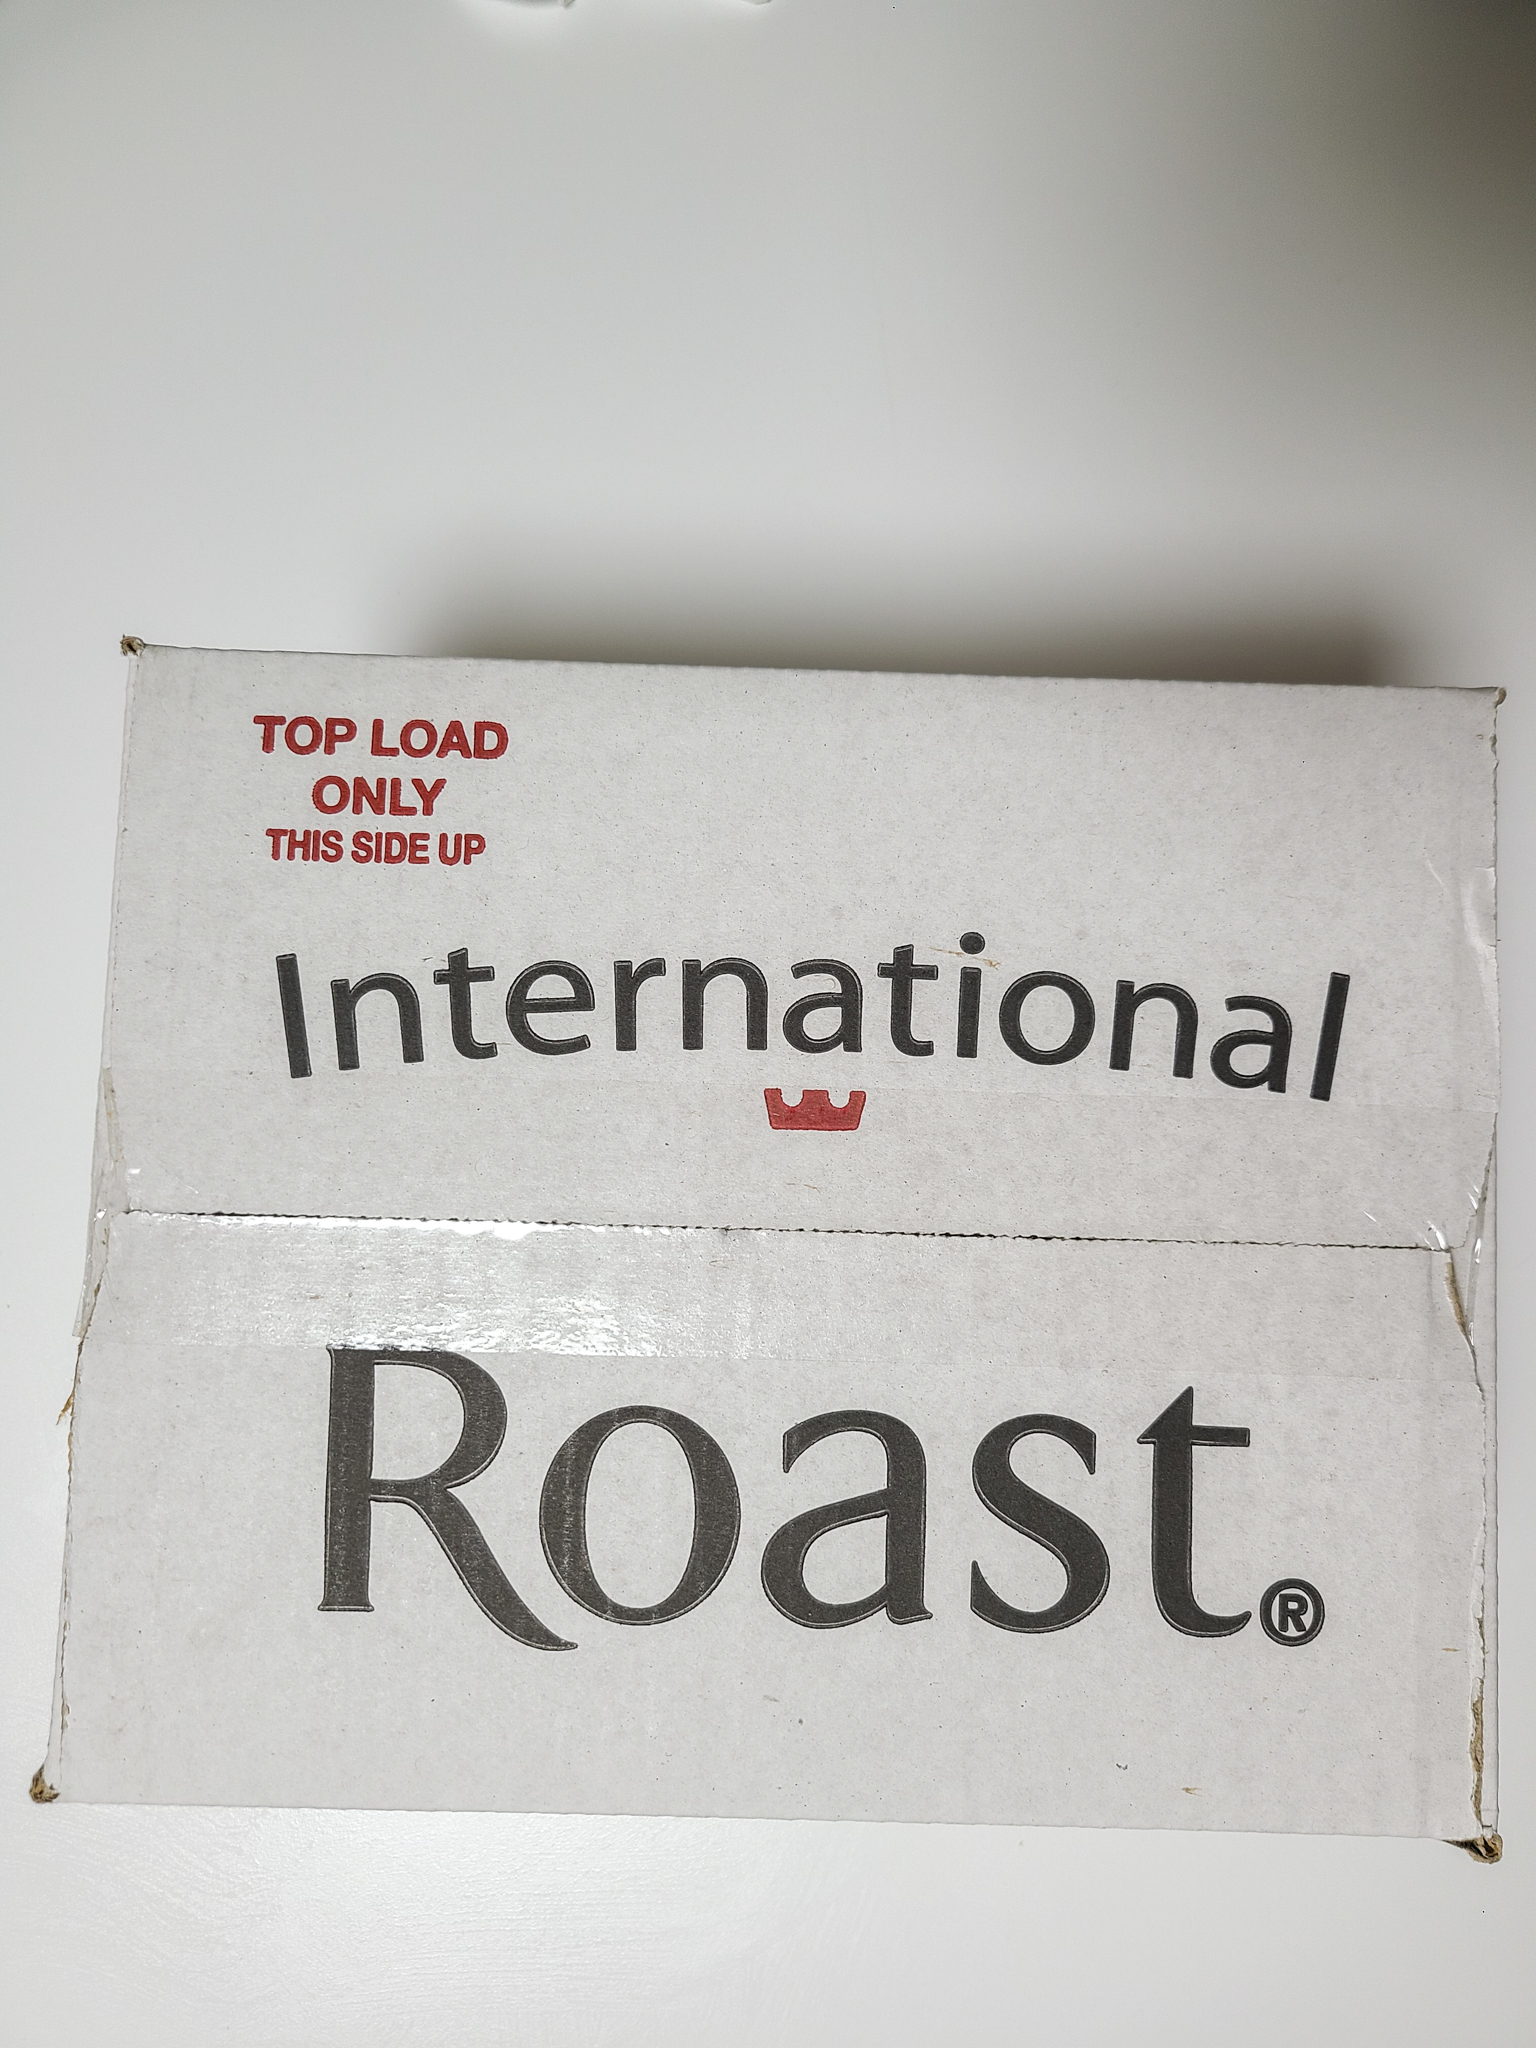 TOP LOAD
ONLY
THIS SIDE UP
International
Roast®